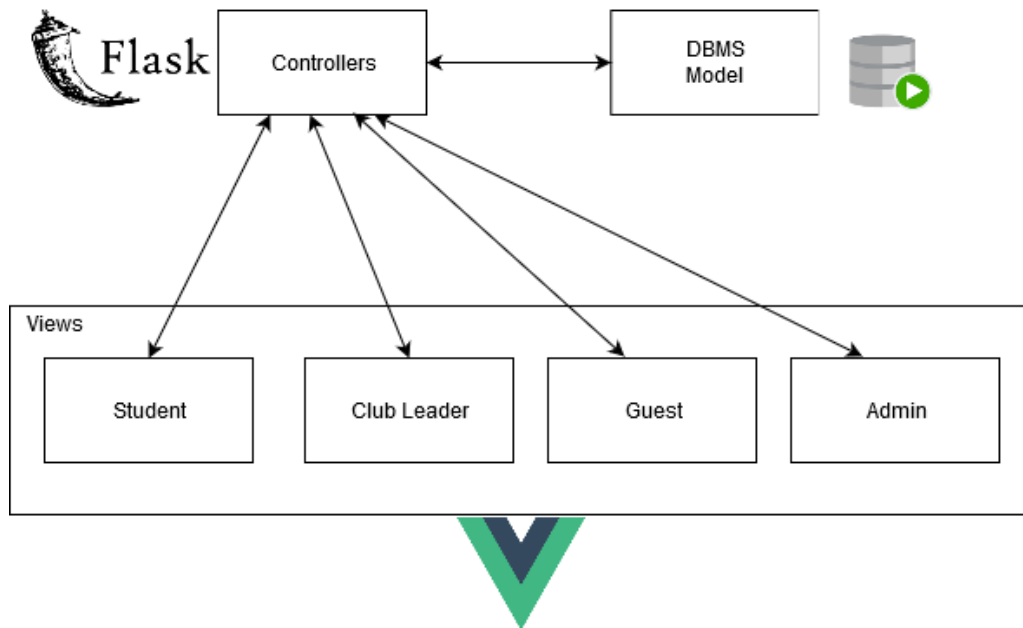 Flask
Controllers
DBMS
Model
Views
Student
Club Leader
Guest
Admin